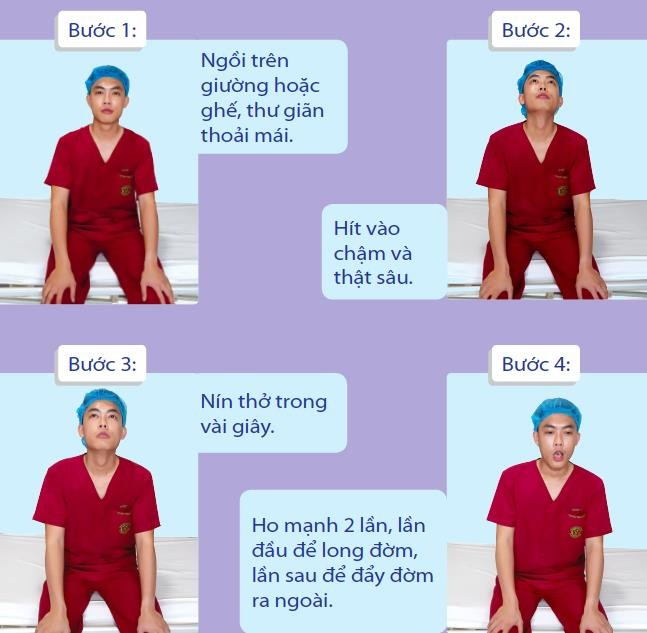 Bước 1:
Ngồi trên
giường hoặc
ghế, thư giãn
thoải mái.
Bước 2:
Hít vào
chậm và
thật sâu.
Bước 3:
Nín thở trong
vài giây.
Bước 4:
Ho mạnh 2 lần, lần
đầu để long đờm,
lần sau để đẩy đờm
ra ngoài.